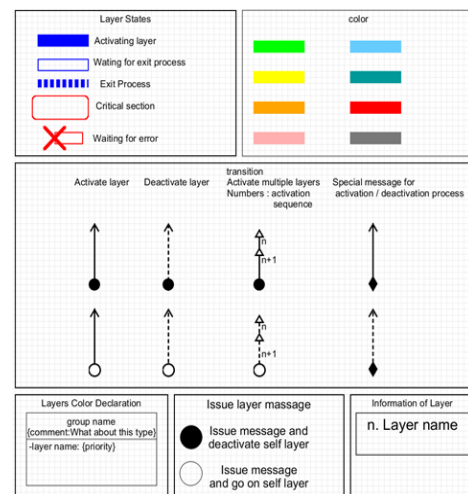 Layer States
Activating layer
Wating for exit process
Exit Process
Critical section
Waiting for error
color
Activate layer
Deactivate layer
transition
Activate multiple layers
Numbers : activation
sequence
Special message for
activation / deactivation process
n
n+1
n
n+1
Layers Color Declaration
group name
{comment:What about this type}
-layer name: {priority}
Issue layer massage
Issue message and
deactivate self layer
Issue message
and go on self layer
Information of Layer
n. Layer name